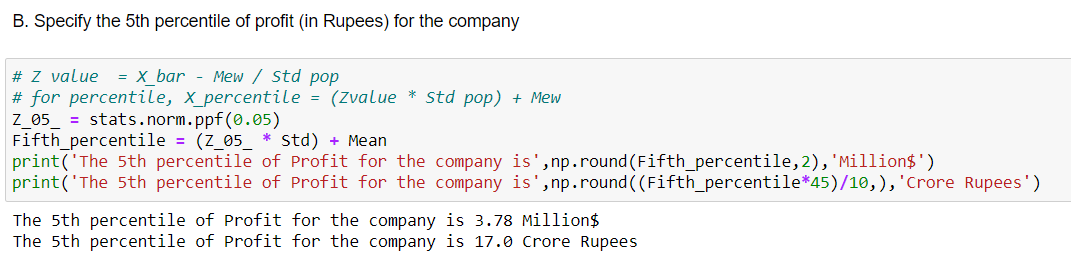 B. Specify the 5th percentile of profit (in Rupees) for the company
# Z value  = X_bar - Mew / Std pop
# for percentile, X_percentile = (Zvalue * Std pop) + Mew
Z_05_ = stats.norm.ppf(0.05)
Fifth_percentile = (Z_05_ * Std) + Mean
print('The 5th percentile of Profit for the company is',np.round(Fifth_percentile,2),'Million$')
print('The 5th percentile of Profit for the company is',np.round((Fifth_percentile*45)/10,),'Crore Rupees')
The 5th percentile of Profit for the company is 3.78 Million$
The 5th percentile of Profit for the company is 17.0 Crore Rupees